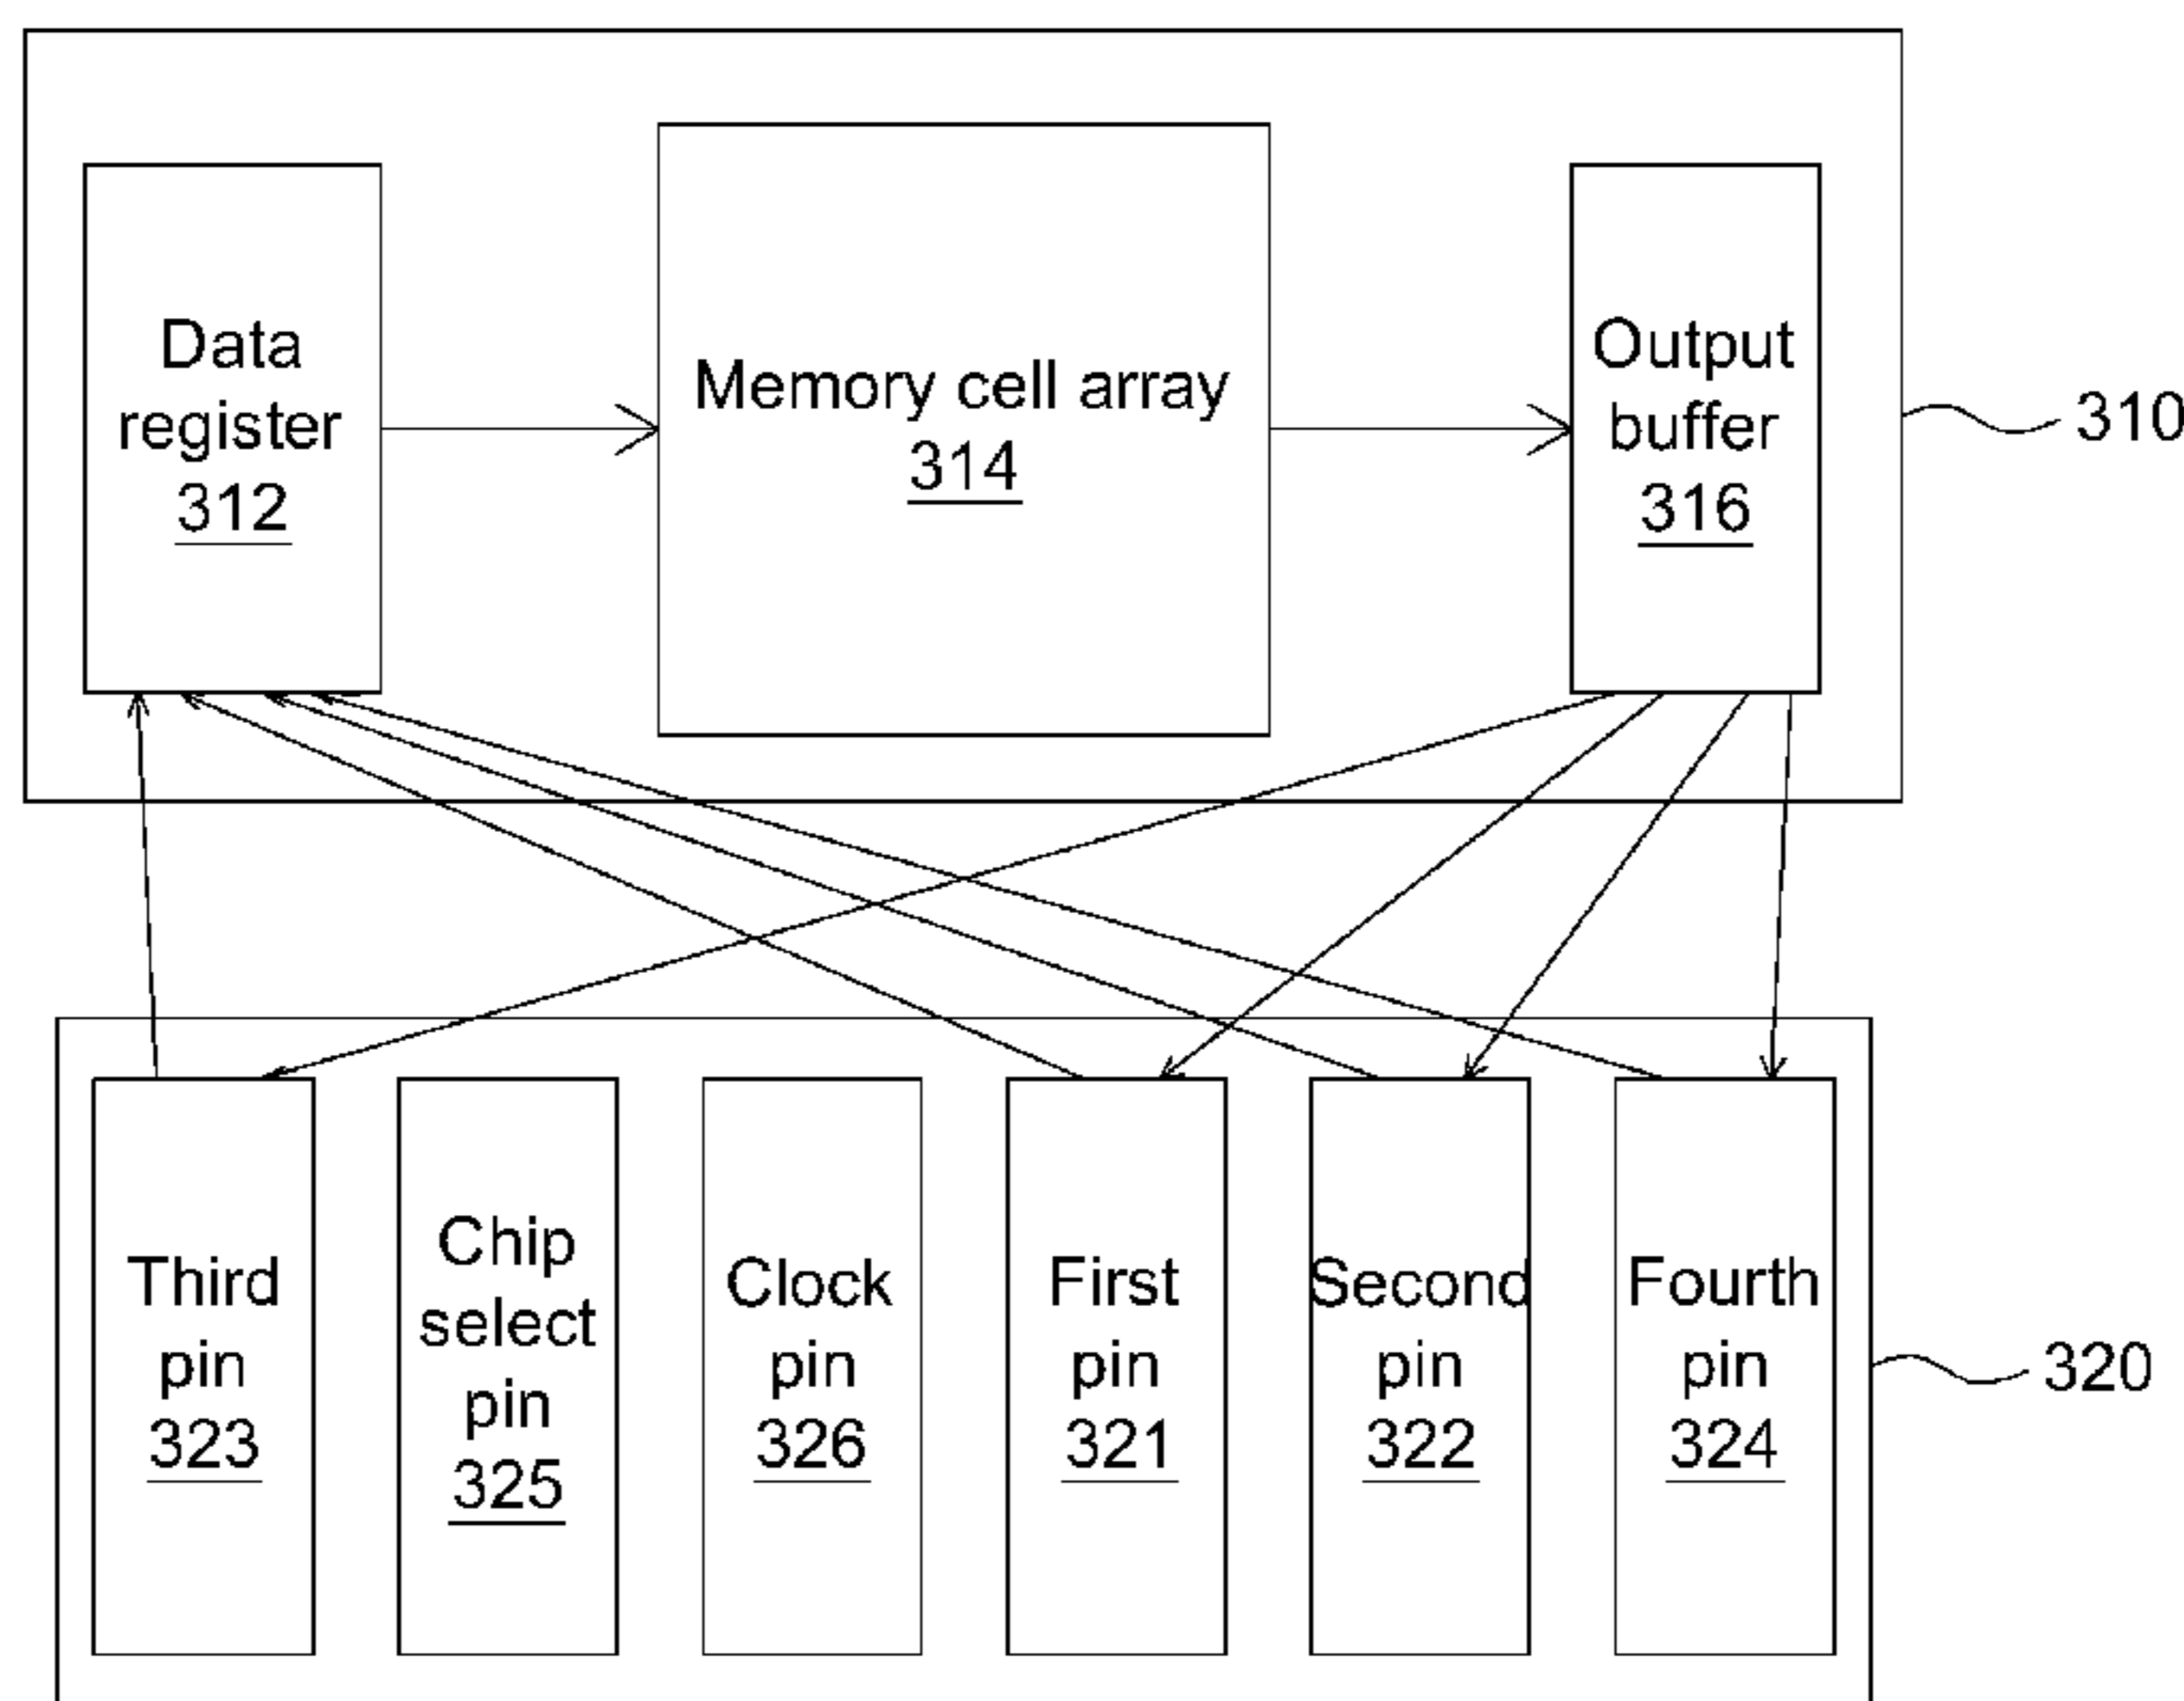 Data
register
312
Memory cell array
314
Output
buffer
316
310
Third
pin
323
Chip
select
pin
325
Clock
pin
326
First
pin
321
Second
pin
322
Fourth
pin
324
320